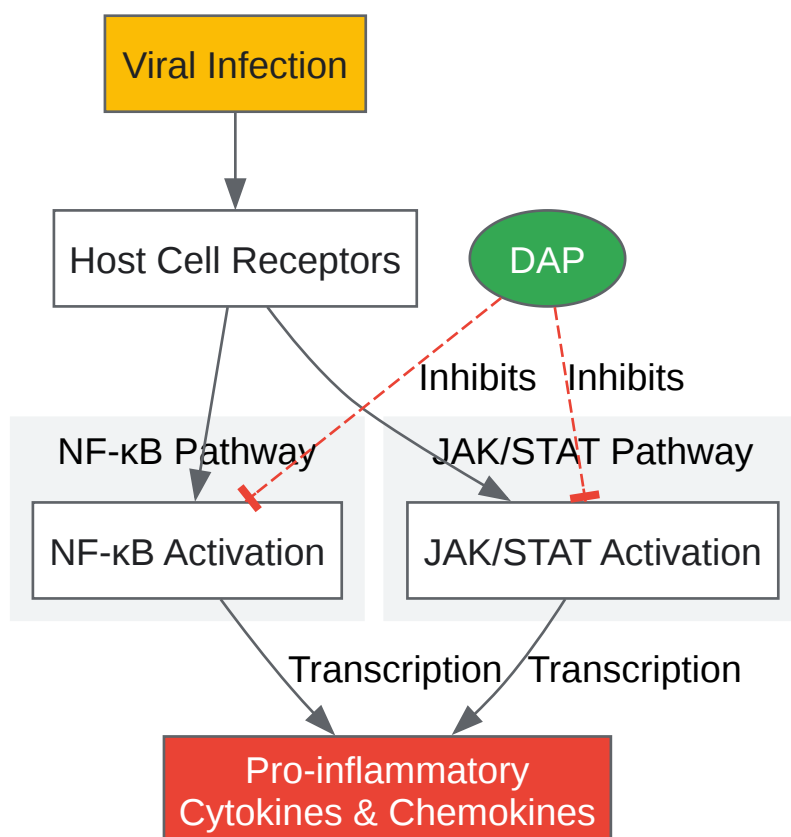 Viral Infection
Host Cell Receptors
DAP
Inhibits
Inhibits
NF-κB Pathway
JAK/STAT Pathway
NF-κB Activation
JAK/STAT Activation
Transcription
Transcription
Pro-inflammatory
Cytokines & Chemokines